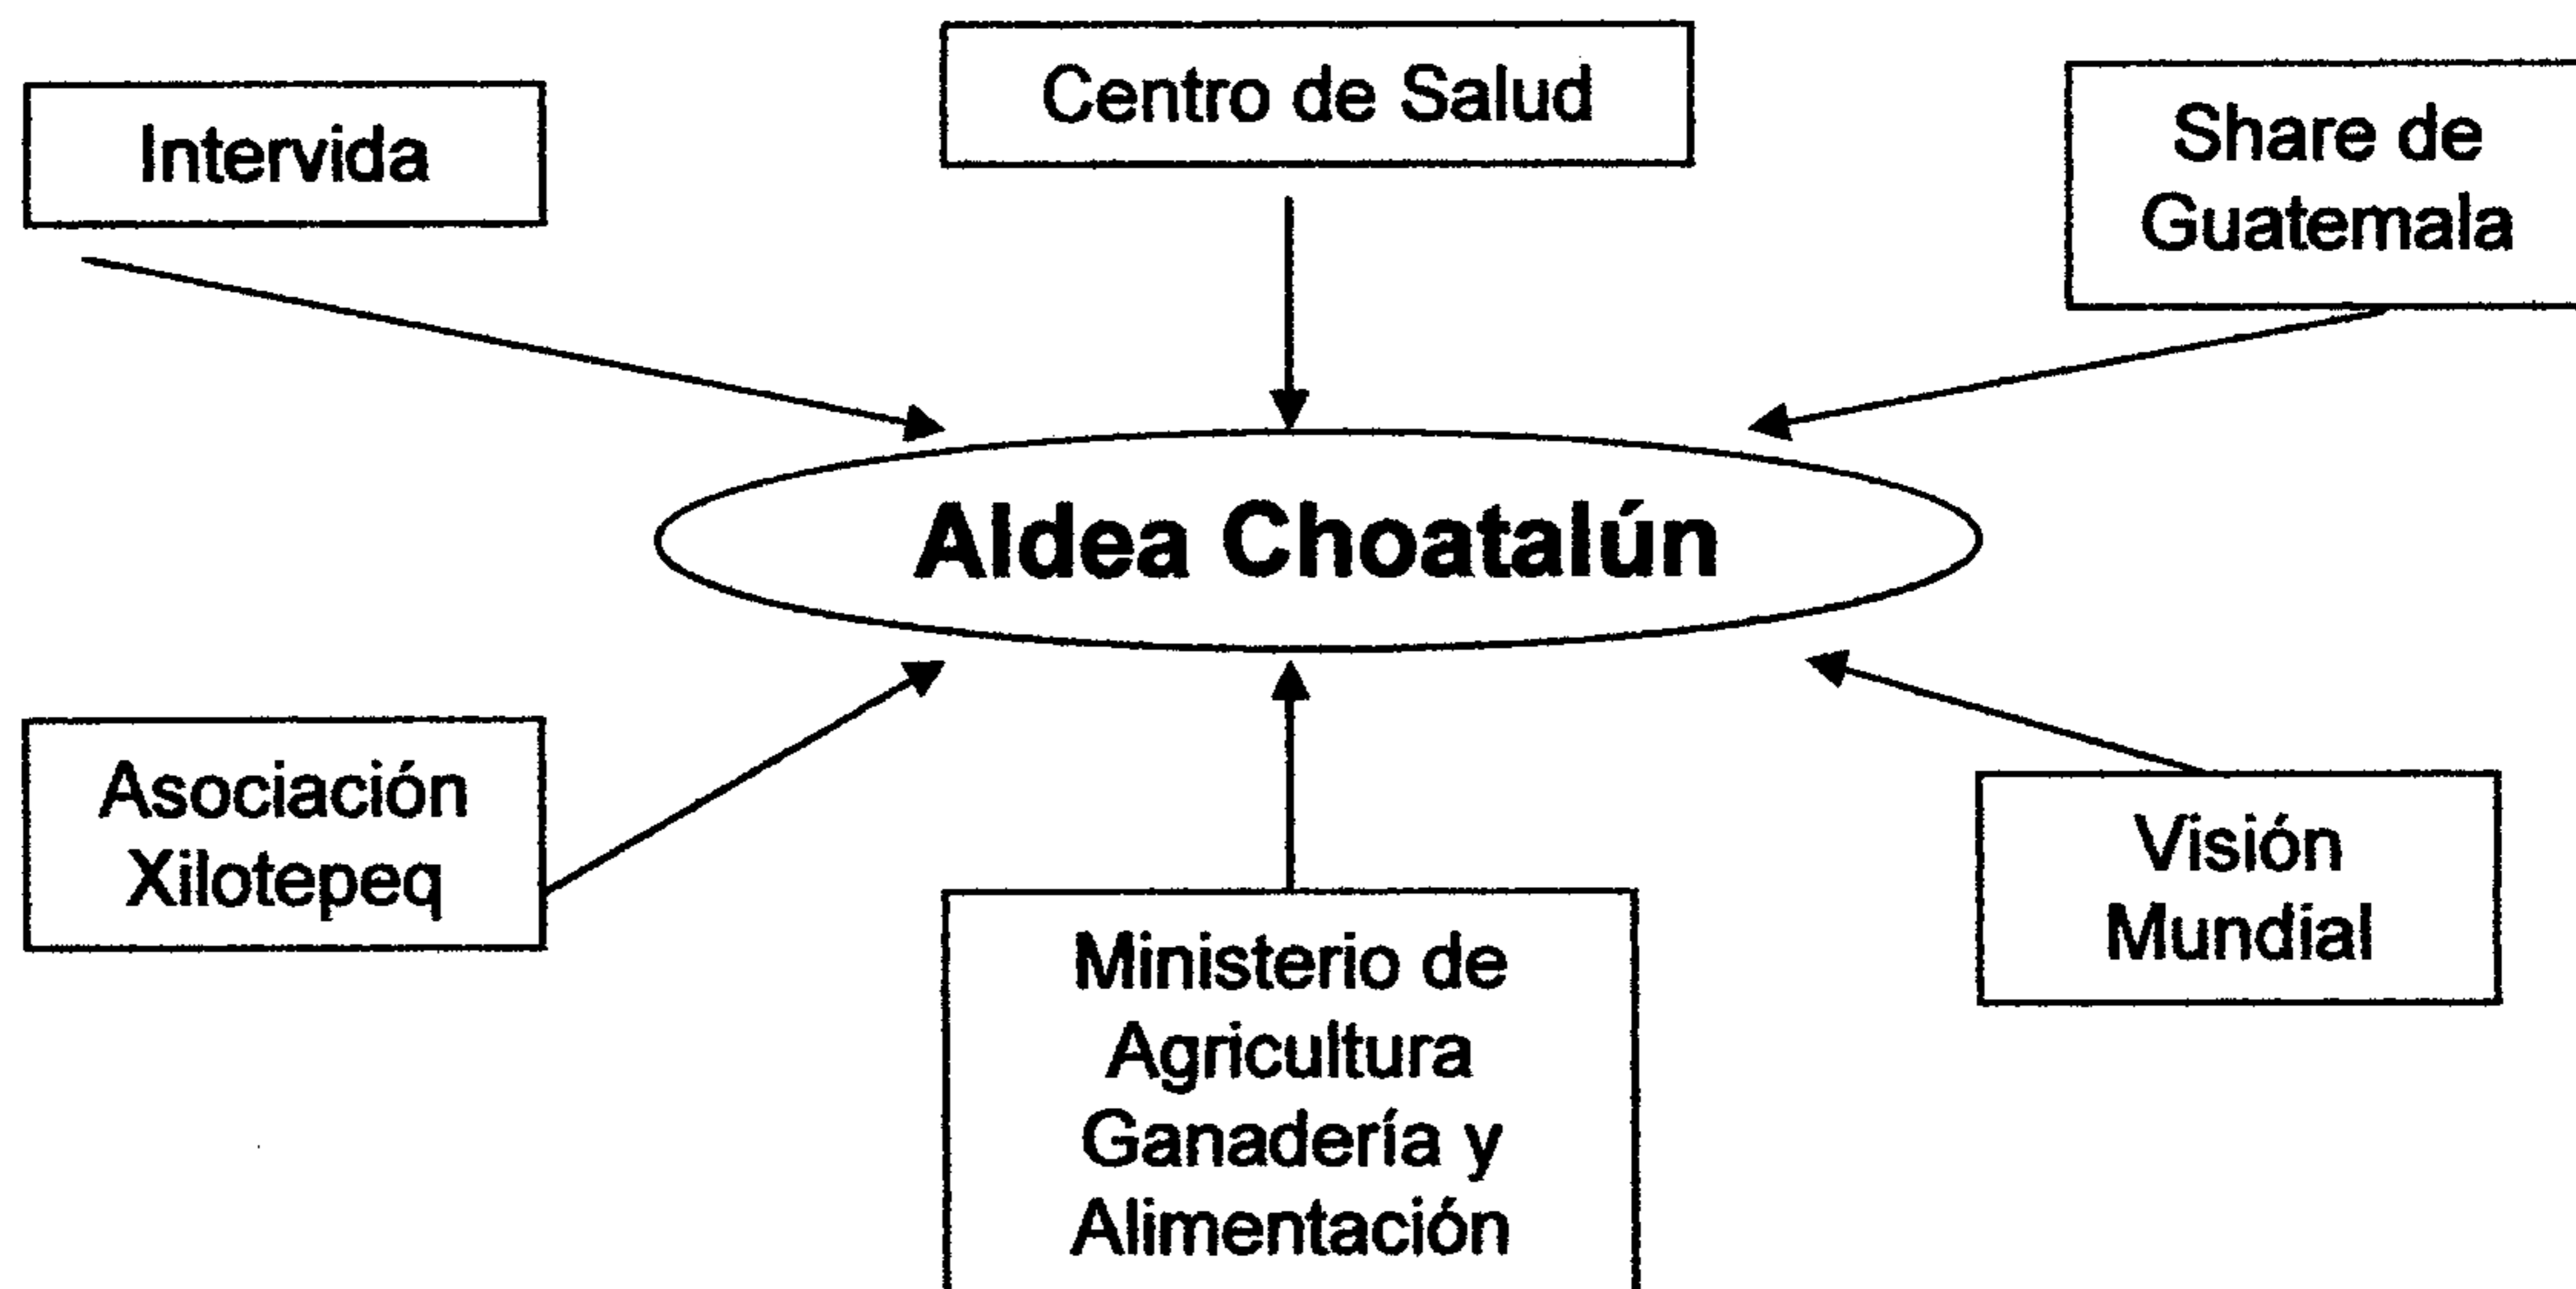 Centro de Salud
Intervida
Share de
Guatemala
Aldea Choatalún
Asociación
Xilotepeq
Visión
Mundial
Ministerio de
Agricultura
Ganadería y
Alimentación